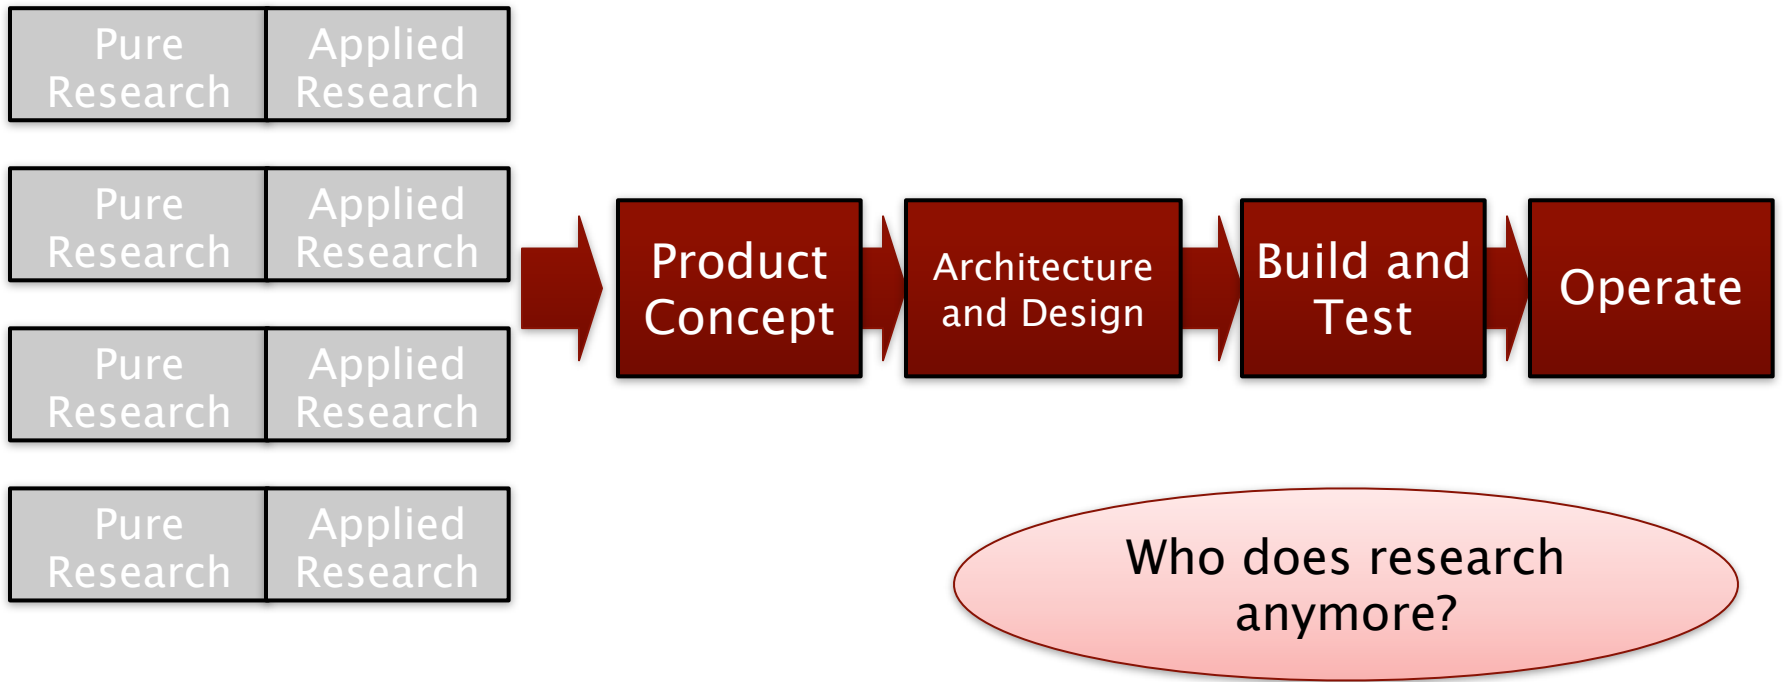 Pure
Research
Applied
Research
Pure
Research
Applied
Research
Pure
Research
Applied
Research
Pure
Research
Applied
Research
Product
Concept
Architecture
and Design
Build and
Test
Operate
Who does research
anymore?